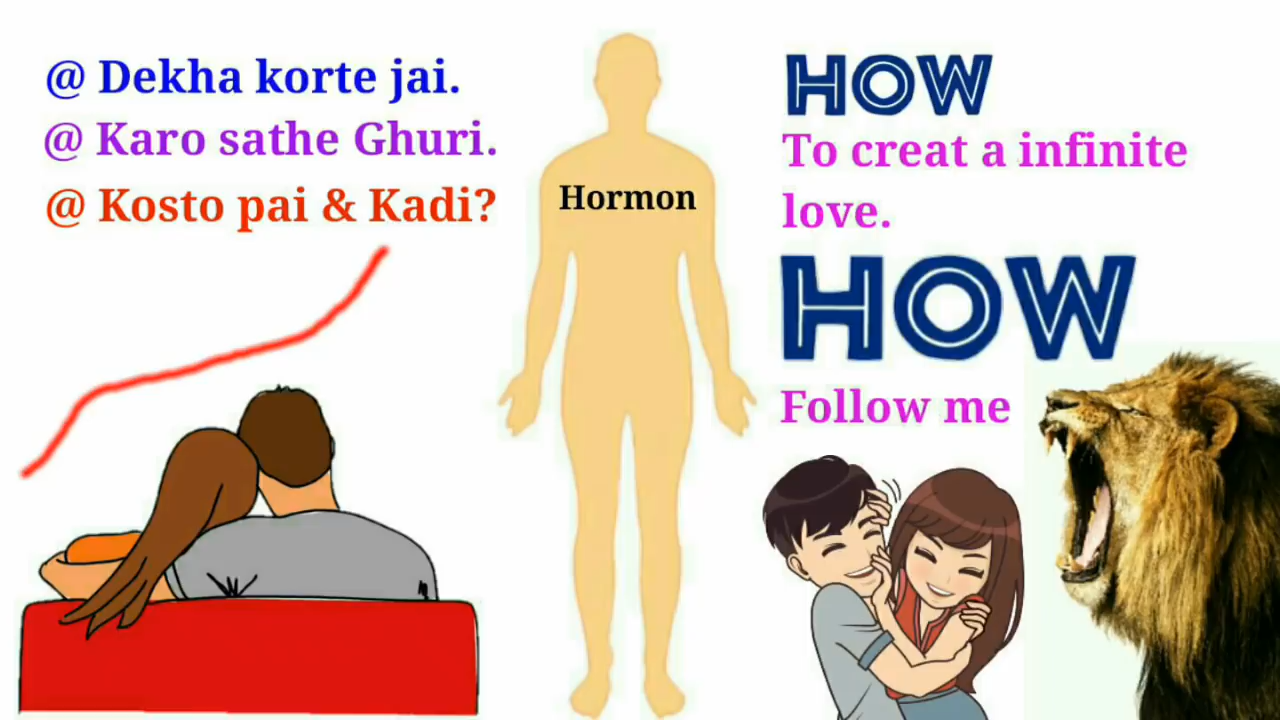 @ Dekha korte jai.
@ Karo sathe Ghuri.
@ Kosto pai & Kadi?
Hormon
HOW
To creat a infinite
love.
HOW
Follow me